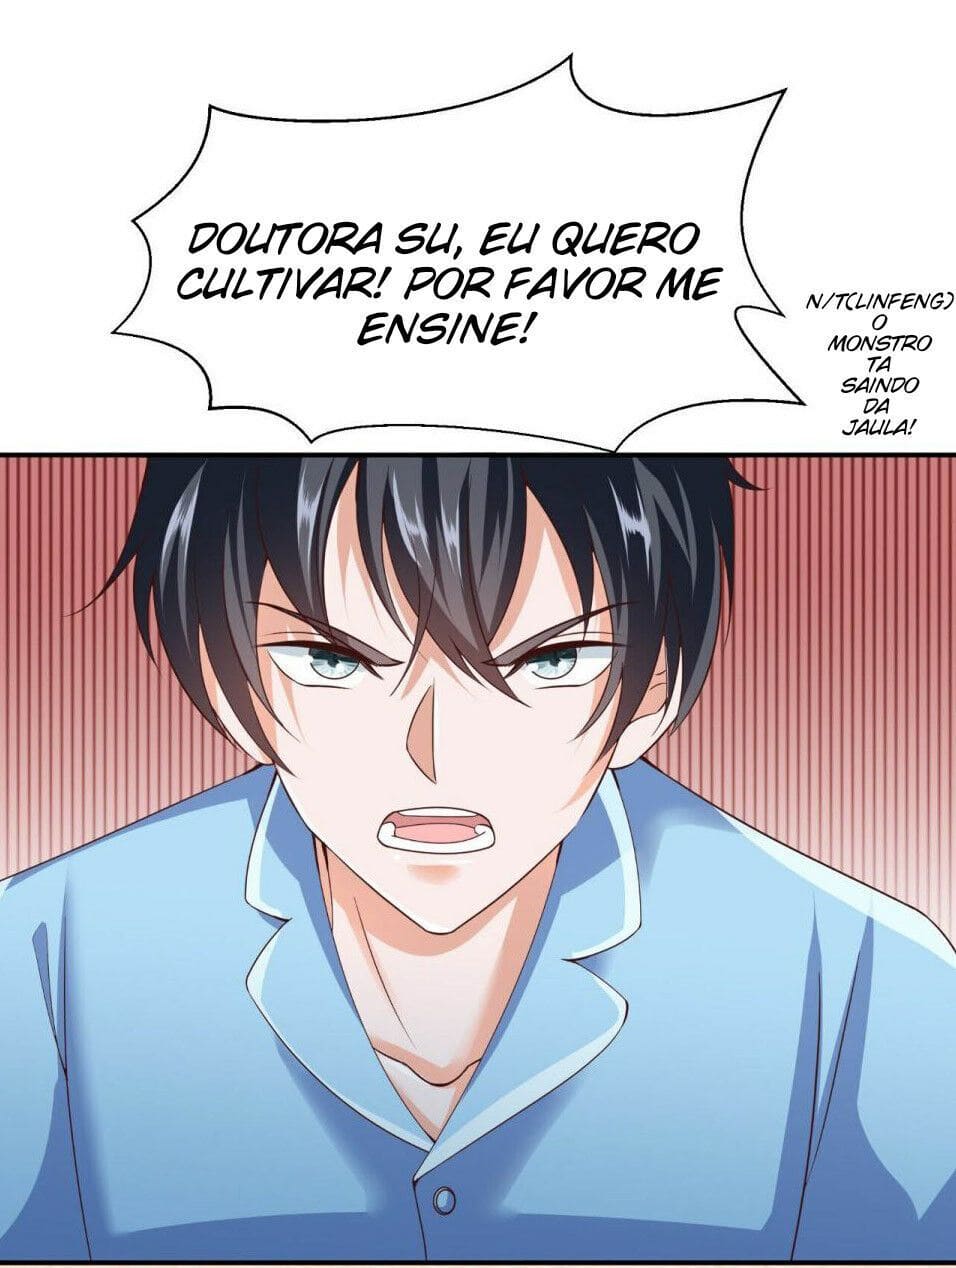 DOUTORA SU, EU QUERO
CULTIVAR! POR FAVOR ME
ENSINE!
N/T(LINFENG)
O
MONSTRO
TA
SAINDO
DA
JAULA!